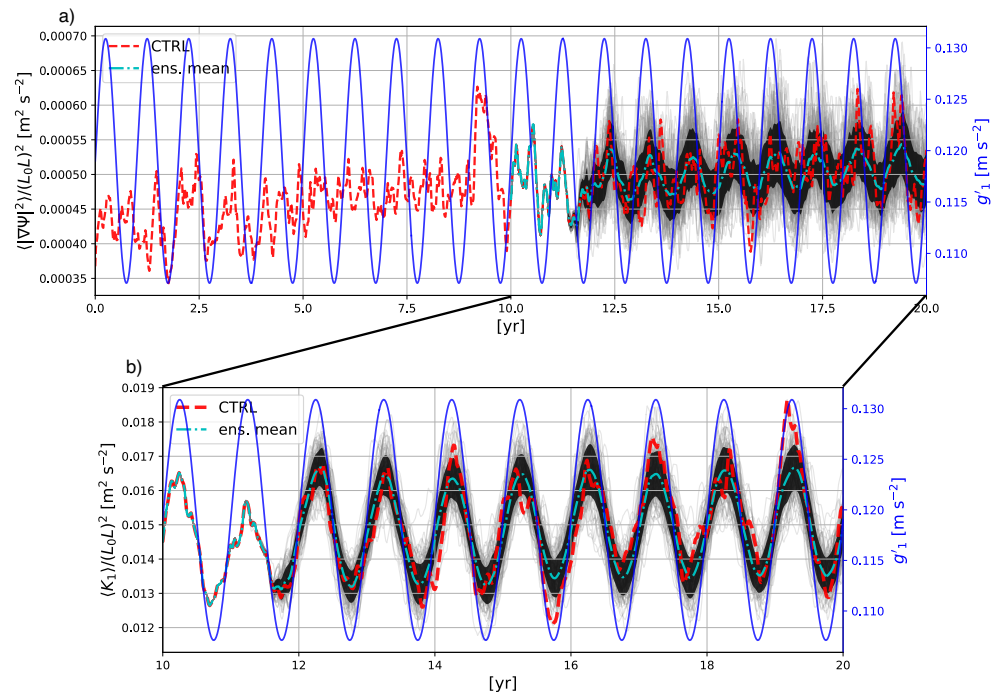 a)
0.00070
0.00065
0.00060
0.00055
0.00050
0.00045
0.00040
0.00035
⟨|∇Ψ|²⟩/(L₀L)² [m² s⁻²]
CTRL
ens. mean
0.130
0.125
0.120
0.115
0.110
g'₁ [m s⁻²]
0.0 2.5 5.0 7.5 10.0 12.5 15.0 17.5 20.0
[yr]
b)
0.019
0.018
0.017
0.016
0.015
0.014
0.013
0.012
⟨K₁⟩/(L₀L)² [m² s⁻²]
CTRL
ens. mean
0.130
0.125
0.120
0.115
0.110
g'₁ [m s⁻²]
10 12 14 16 18 20
[yr]